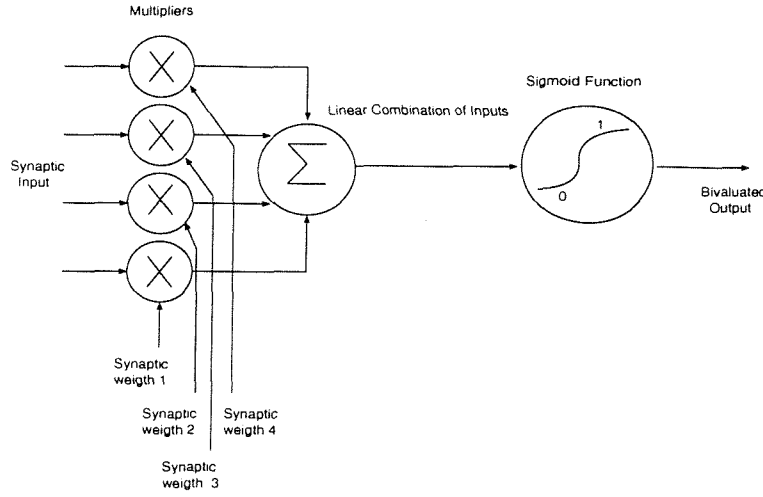 Multipliers
Sigmoid Function
Linear Combination of Inputs
1
0
Synaptic
Input
Bivaluated
Output
Synaptic
weigth 1
Synaptic
weigth 2
Synaptic
weigth 4
Synaptic
weigth 3